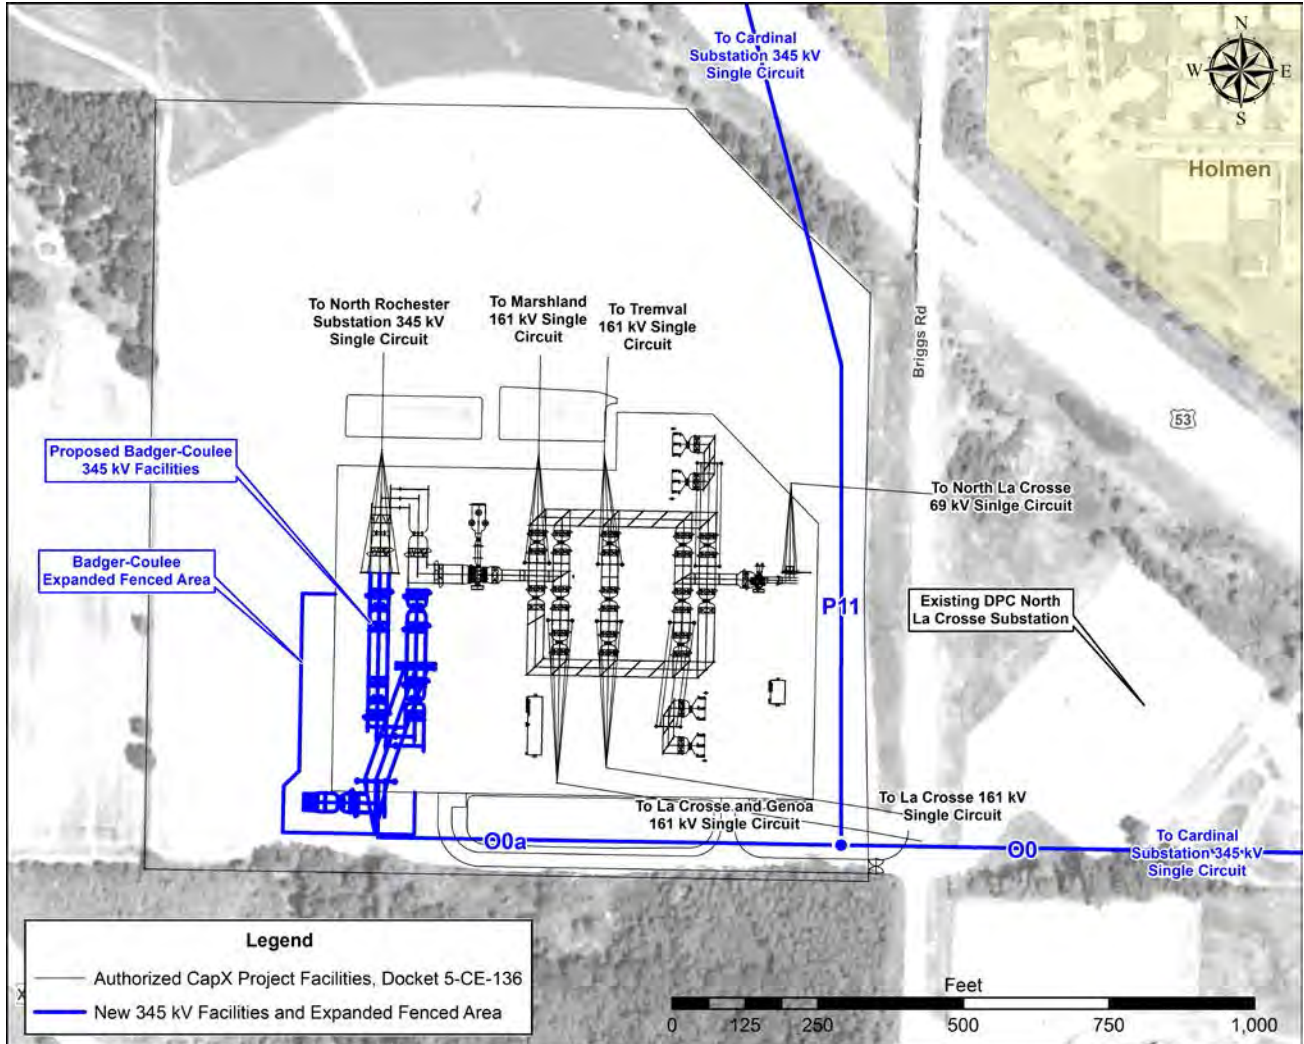 To Cardinal
Substation 345 kV
Single Circuit
N
W
E
S
Holmen
Briggs Rd
53
To North Rochester
Substation 345 kV
Single Circuit
To Marshland
161 kV Single
Circuit
To Tremval
161 kV Single
Circuit
Proposed Badger-Coulee
345 kV Facilities
Badger-Coulee
Expanded Fenced Area
To North La Crosse
69 kV Sinlge Circuit
P11
Existing DPC North
La Crosse Substation
To La Crosse and Genoa
161 kV Single Circuit
To La Crosse 161 kV
Single Circuit
O0a
O0
To Cardinal
Substation 345 kV
Single Circuit
Legend
Authorized CapX Project Facilities, Docket 5-CE-136
New 345 kV Facilities and Expanded Fenced Area
Feet
0 125 250 500 750 1,000